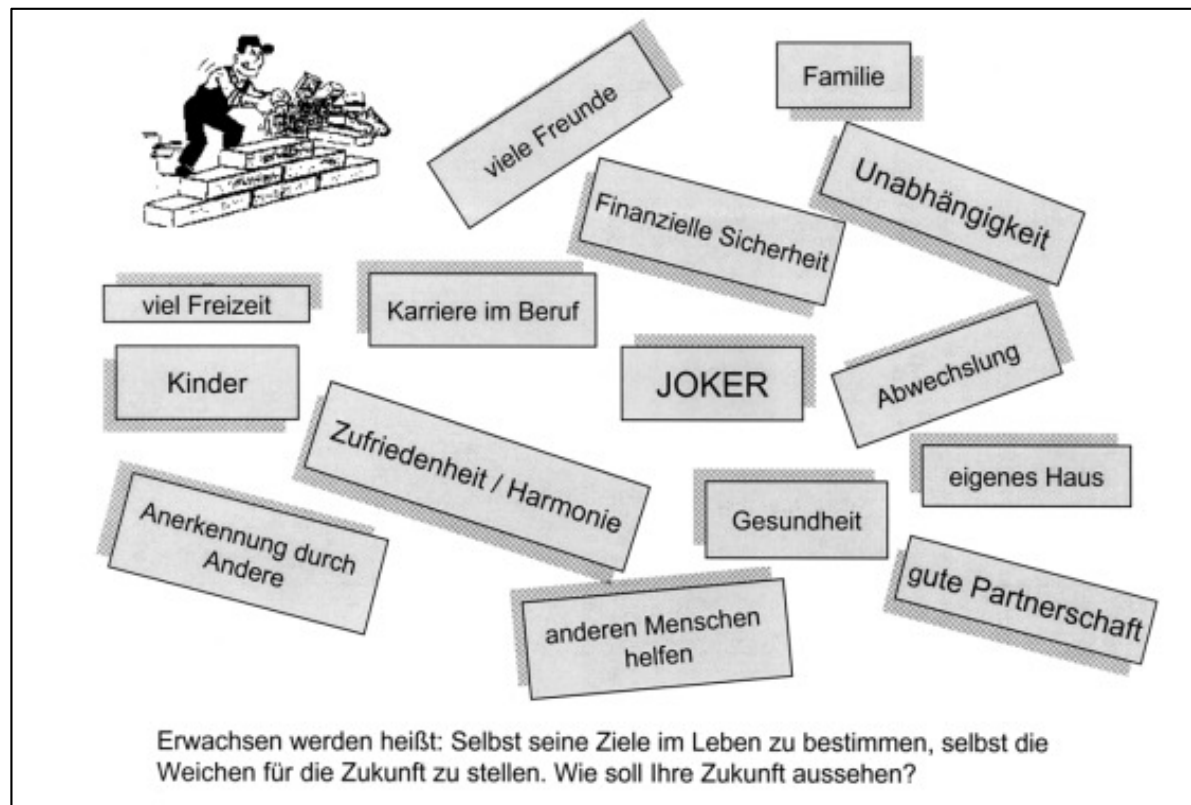 viele Freunde
Familie
Unabhängigkeit
Finanzielle Sicherheit
viel Freizeit
Karriere im Beruf
JOKER
Abwechslung
Kinder
Zufriedenheit / Harmonie
eigenes Haus
Gesundheit
Anerkennung durch
Andere
gute Partnerschaft
anderen Menschen
helfen
Erwachsen werden heißt: Selbst seine Ziele im Leben zu bestimmen, selbst die
Weichen für die Zukunft zu stellen. Wie soll Ihre Zukunft aussehen?